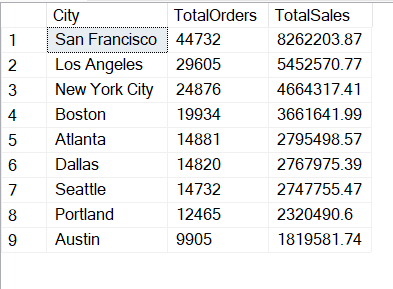 City TotalOrders TotalSales
1 San Francisco 44732 8262203.87
2 Los Angeles 29605 5452570.77
3 New York City 24876 4664317.41
4 Boston 19934 3661641.99
5 Atlanta 14881 2795498.57
6 Dallas 14820 2767975.39
7 Seattle 14732 2747755.47
8 Portland 12465 2320490.6
9 Austin 9905 1819581.74